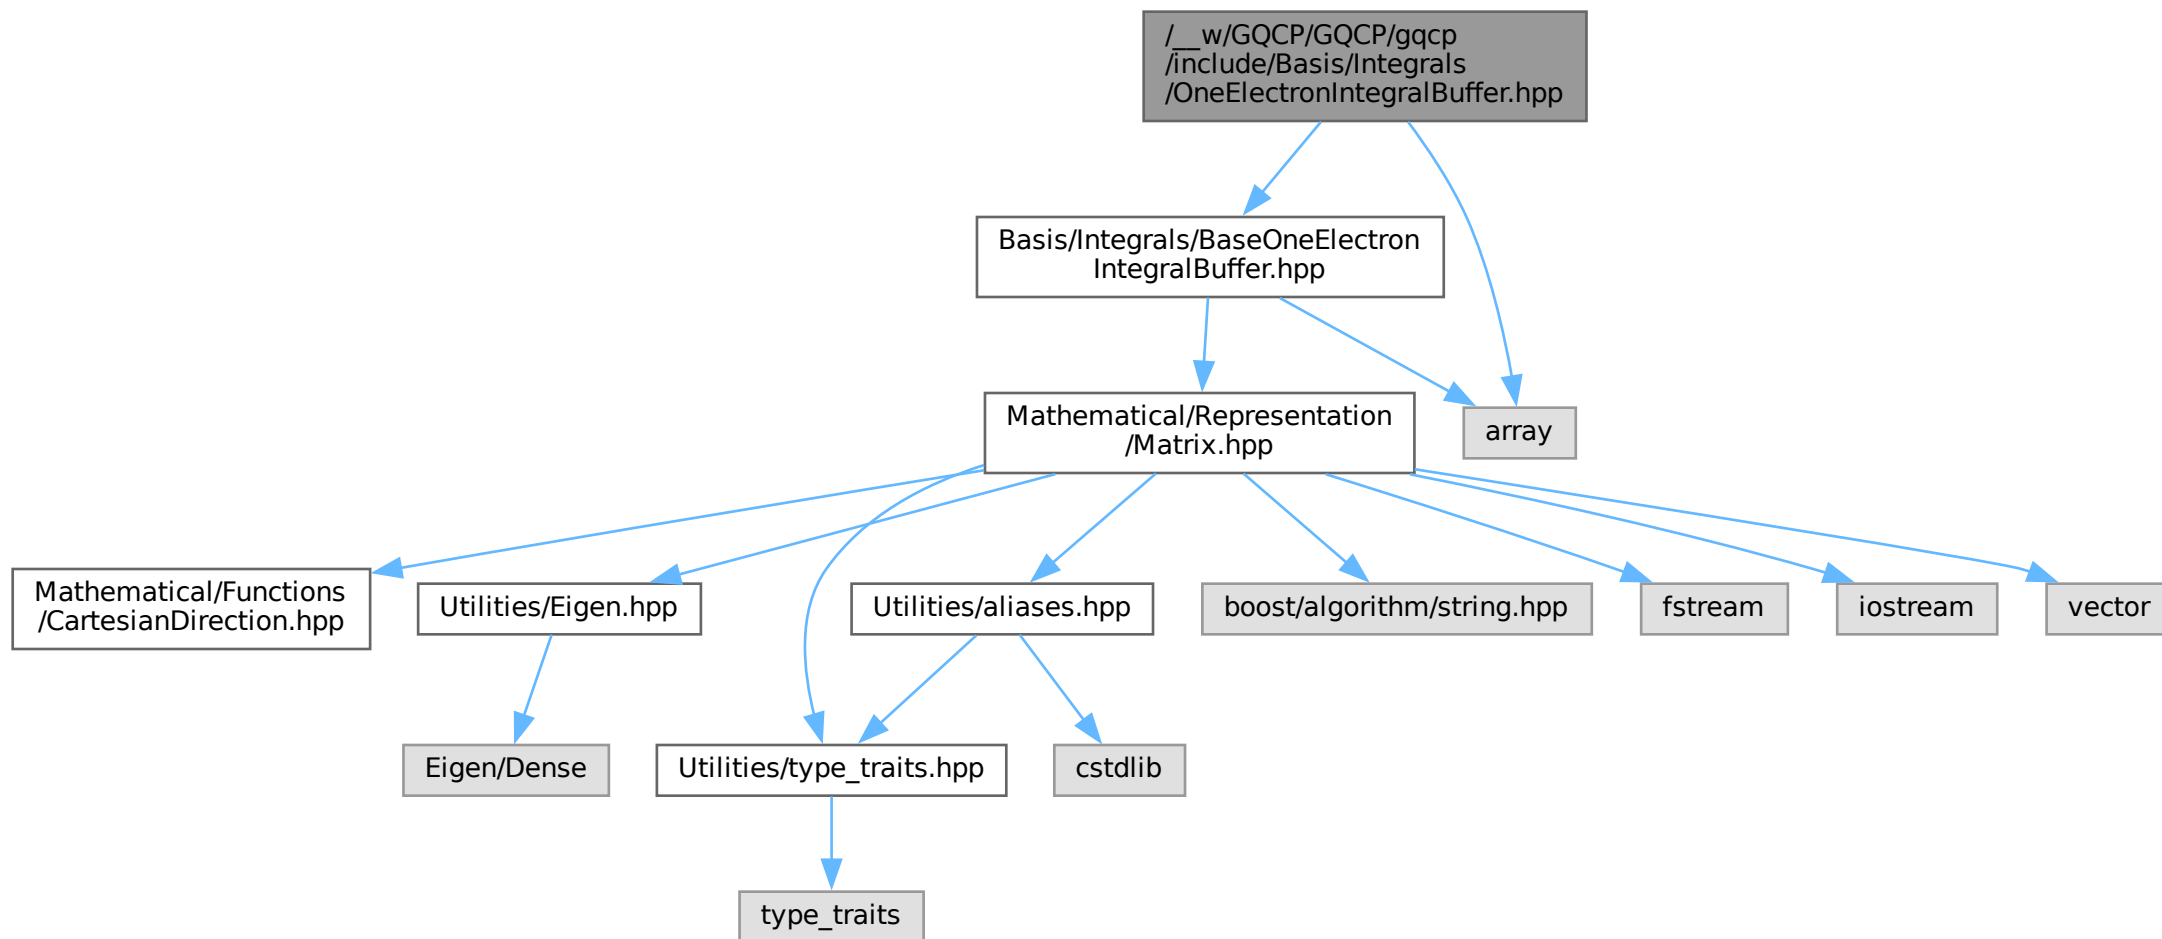 /__w/GQCP/GQCP/gqcp
/include/Basis/Integrals
/OneElectronIntegralBuffer.hpp
Basis/Integrals/BaseOneElectron
IntegralBuffer.hpp
Mathematical/Representation
/Matrix.hpp
array
Mathematical/Functions
/CartesianDirection.hpp
Utilities/Eigen.hpp
Utilities/aliases.hpp
boost/algorithm/string.hpp
fstream
iostream
vector
Eigen/Dense
Utilities/type_traits.hpp
cstdlib
type_traits